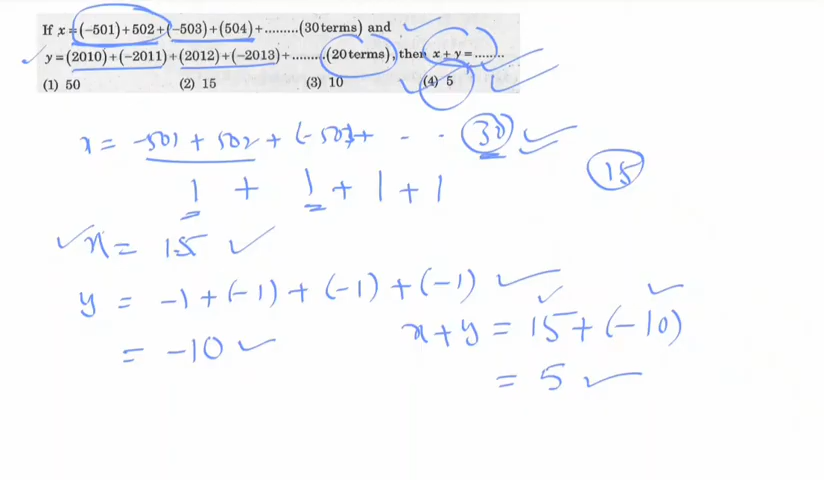 If x = (−501) + 502 + (−503) + (504) + .........(30 terms) and
y = (2010) + (−2011) + (2012) + (−2013) + ........(20 terms), then x + y = ........
(1) 50 (2) 15 (3) 10 (4) 5
x = −501 + 502 + (−503+ - - - 30
1 + 1 + 1 + 1 15
x = 15
y = −1 + (−1) + (−1) + (−1)
x + y = 15 + (−10)
= −10
= 5